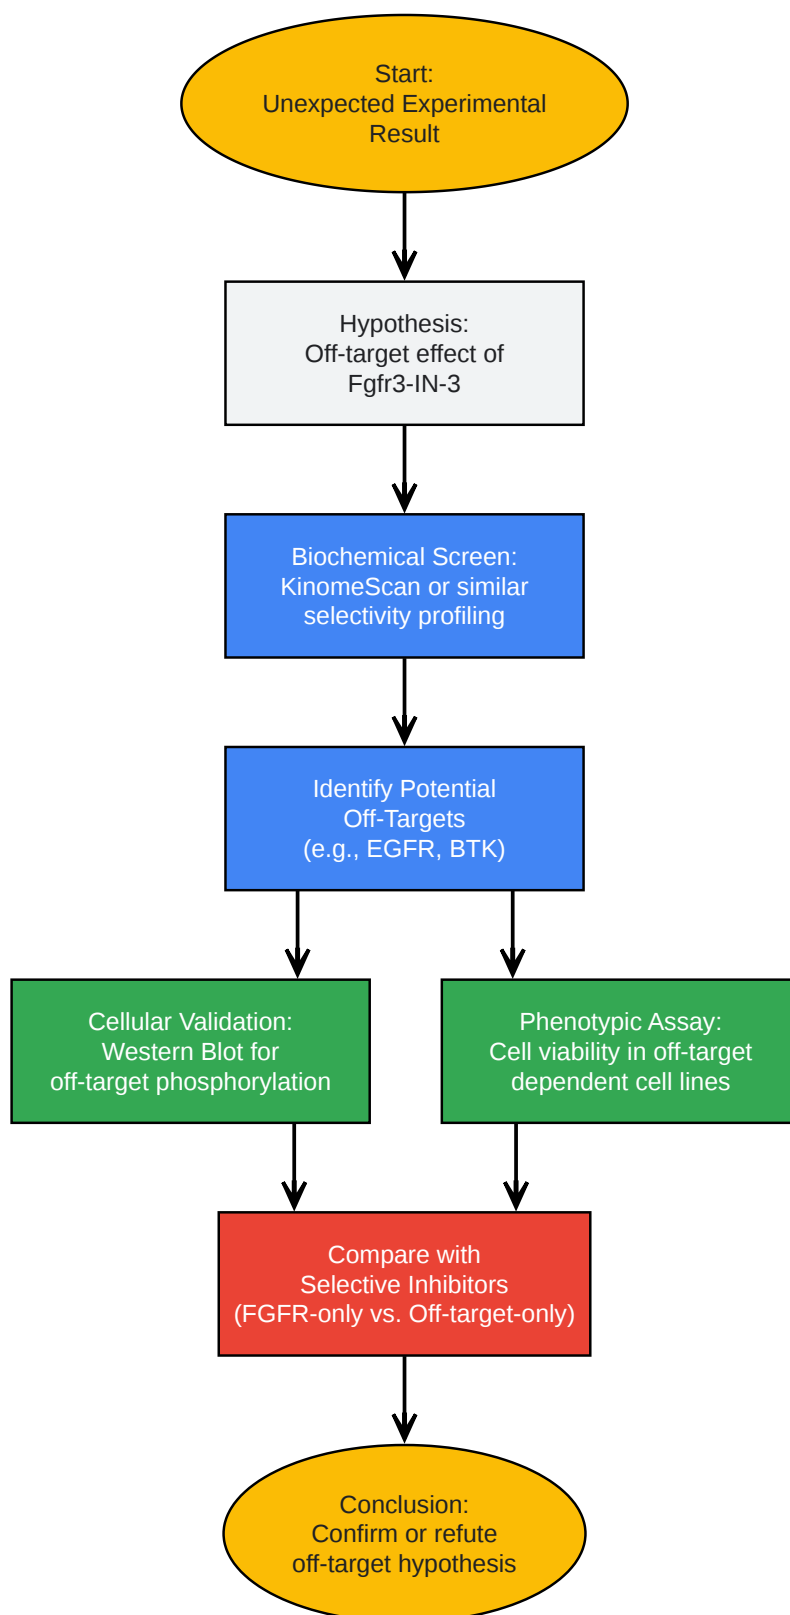 Start:
Unexpected Experimental
Result
Hypothesis:
Off-target effect of
Fgfr3-IN-3
Biochemical Screen:
KinomeScan or similar
selectivity profiling
Identify Potential
Off-Targets
(e.g., EGFR, BTK)
Cellular Validation:
Western Blot for
off-target phosphorylation
Phenotypic Assay:
Cell viability in off-target
dependent cell lines
Compare with
Selective Inhibitors
(FGFR-only vs. Off-target-only)
Conclusion:
Confirm or refute
off-target hypothesis